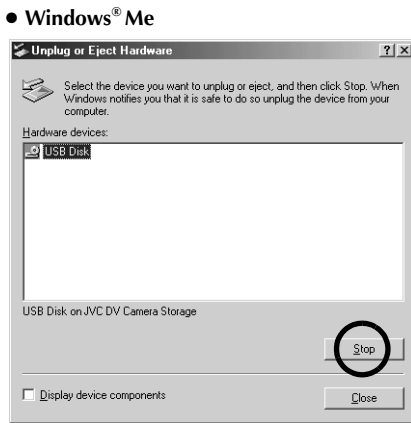 ● Windows® Me
Unplug or Eject Hardware
Select the device you want to unplug or eject, and then click Stop. When
Windows notifies you that it is safe to do so unplug the device from your
computer.
Hardware devices:
USB Disk
USB Disk on JVC DV Camera Storage
Stop
Display device components
Close